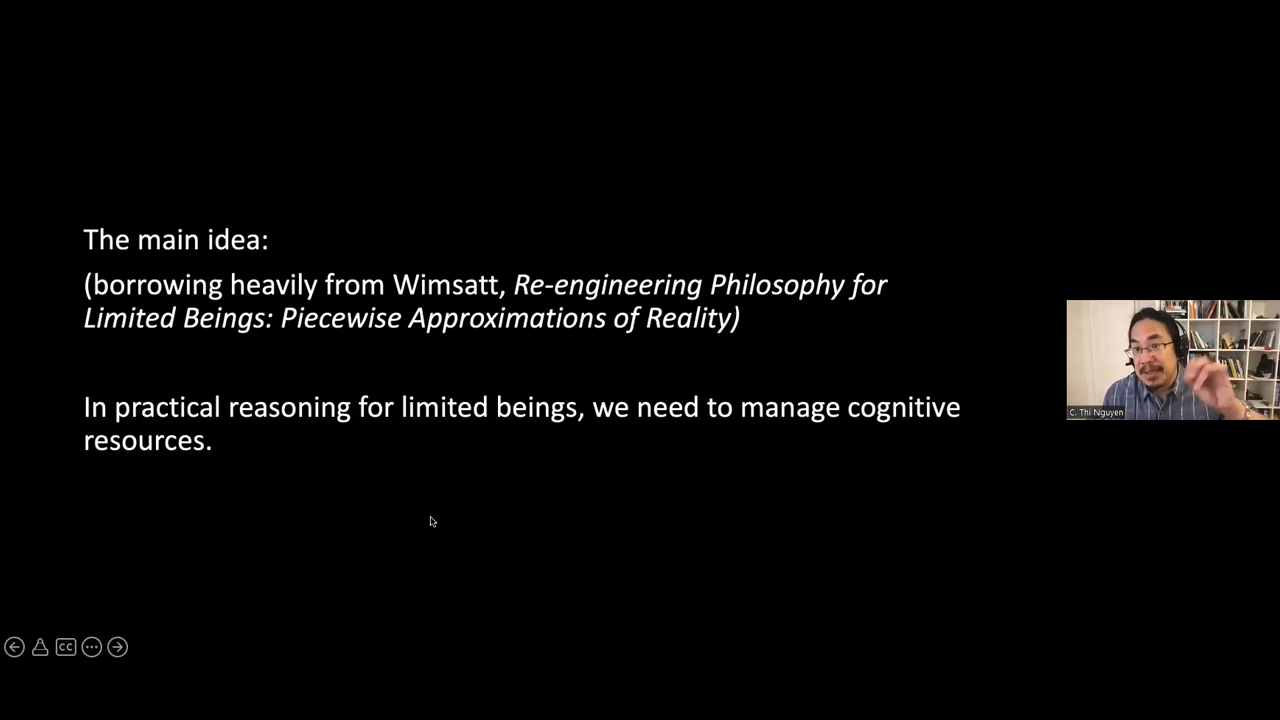 The main idea:
(borrowing heavily from Wimsatt, Re-engineering Philosophy for
Limited Beings: Piecewise Approximations of Reality)
In practical reasoning for limited beings, we need to manage cognitive
resources.
C. Thi Nguyen
CC